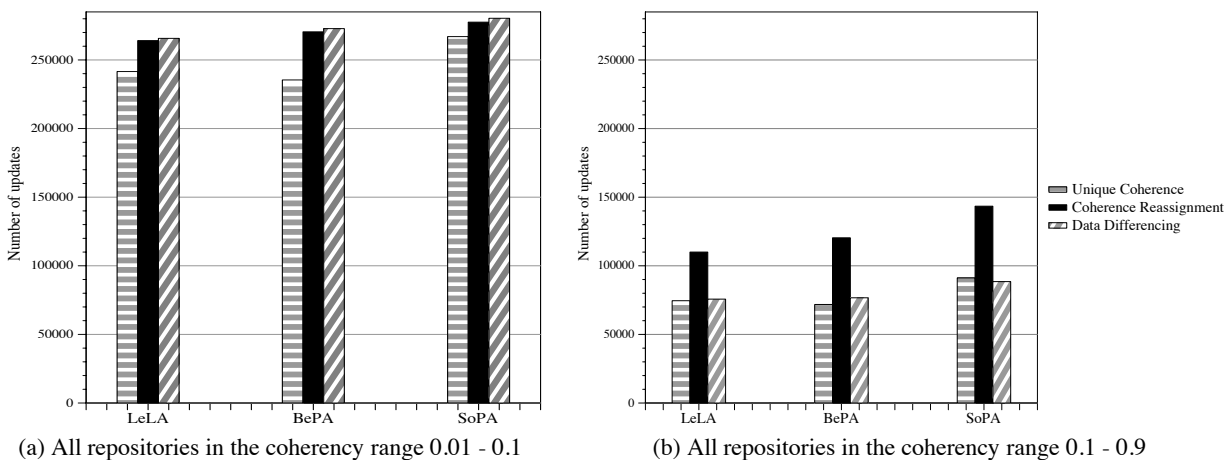 Number of updates
250000
200000
150000
100000
50000
0
LeLA
BePA
SoPA
(a) All repositories in the coherency range 0.01 - 0.1
Number of updates
250000
200000
150000
100000
50000
0
LeLA
BePA
SoPA
(b) All repositories in the coherency range 0.1 - 0.9
Unique Coherence
Coherence Reassignment
Data Differencing